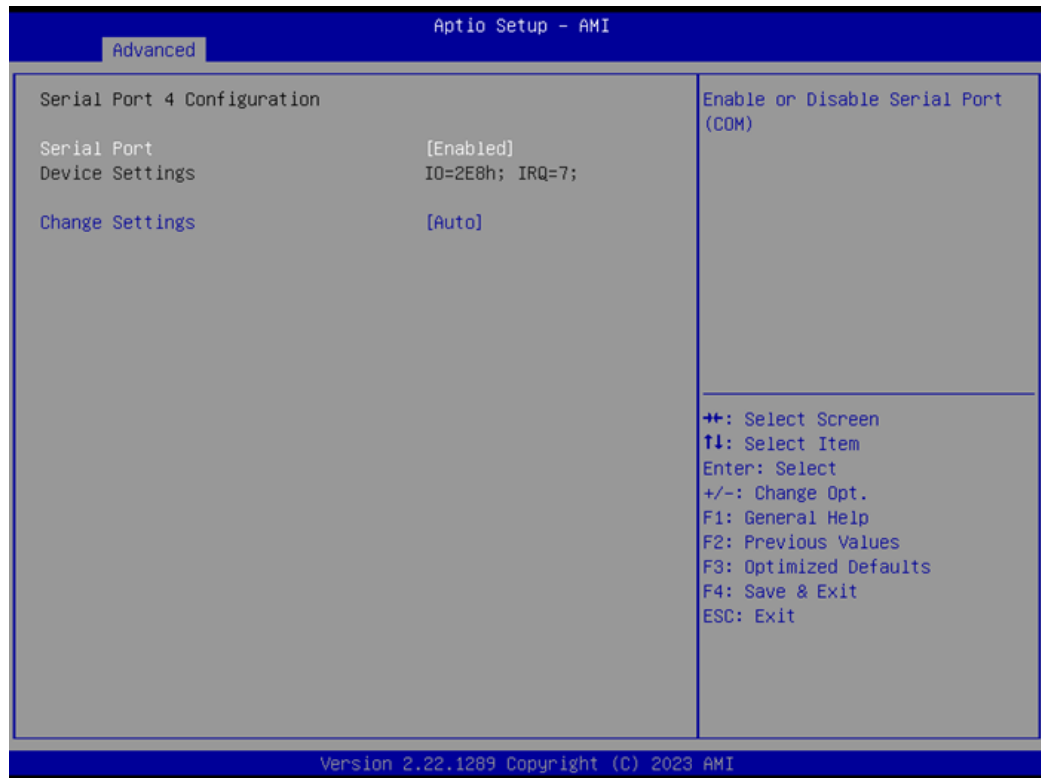 Aptio Setup - AMI
Advanced
Serial Port 4 Configuration
Serial Port [Enabled]
Device Settings IO=2E8h; IRQ=7;
Change Settings [Auto]
Enable or Disable Serial Port
(COM)
→←: Select Screen
↑↓: Select Item
Enter: Select
+/-: Change Opt.
F1: General Help
F2: Previous Values
F3: Optimized Defaults
F4: Save & Exit
ESC: Exit
Version 2.22.1289 Copyright (C) 2023 AMI